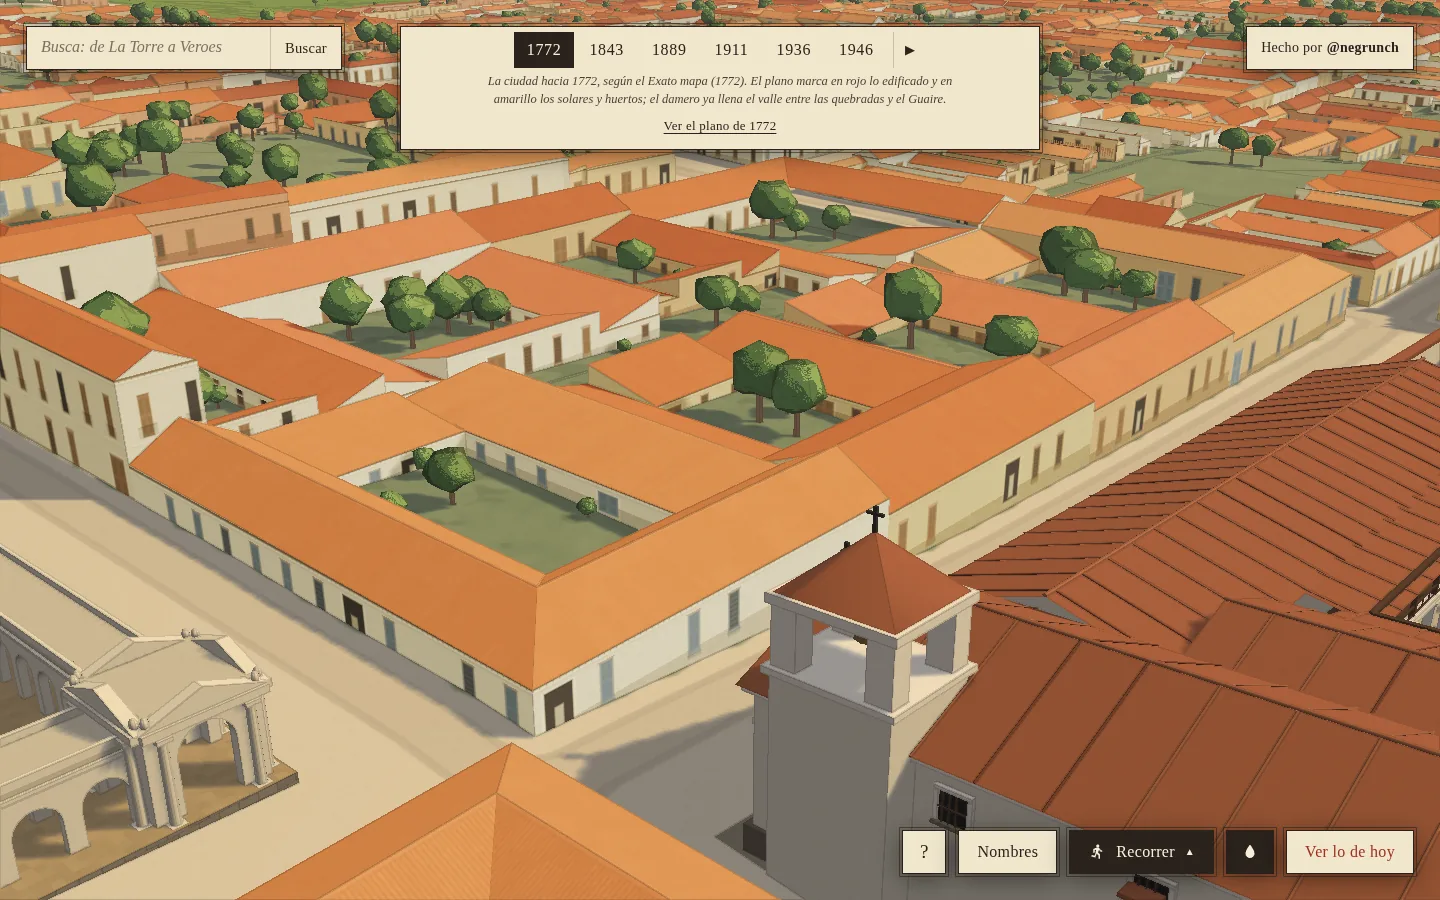 Busca: de La Torre a Veroes
Buscar
1772 1843 1889 1911 1936 1946 ▶
La ciudad hacia 1772, según el Exato mapa (1772). El plano marca en rojo lo edificado y en
amarillo los solares y huertos; el damero ya llena el valle entre las quebradas y el Guaire.
Ver el plano de 1772
Hecho por @negrunch
?
Nombres
Recorrer ▲
Ver lo de hoy